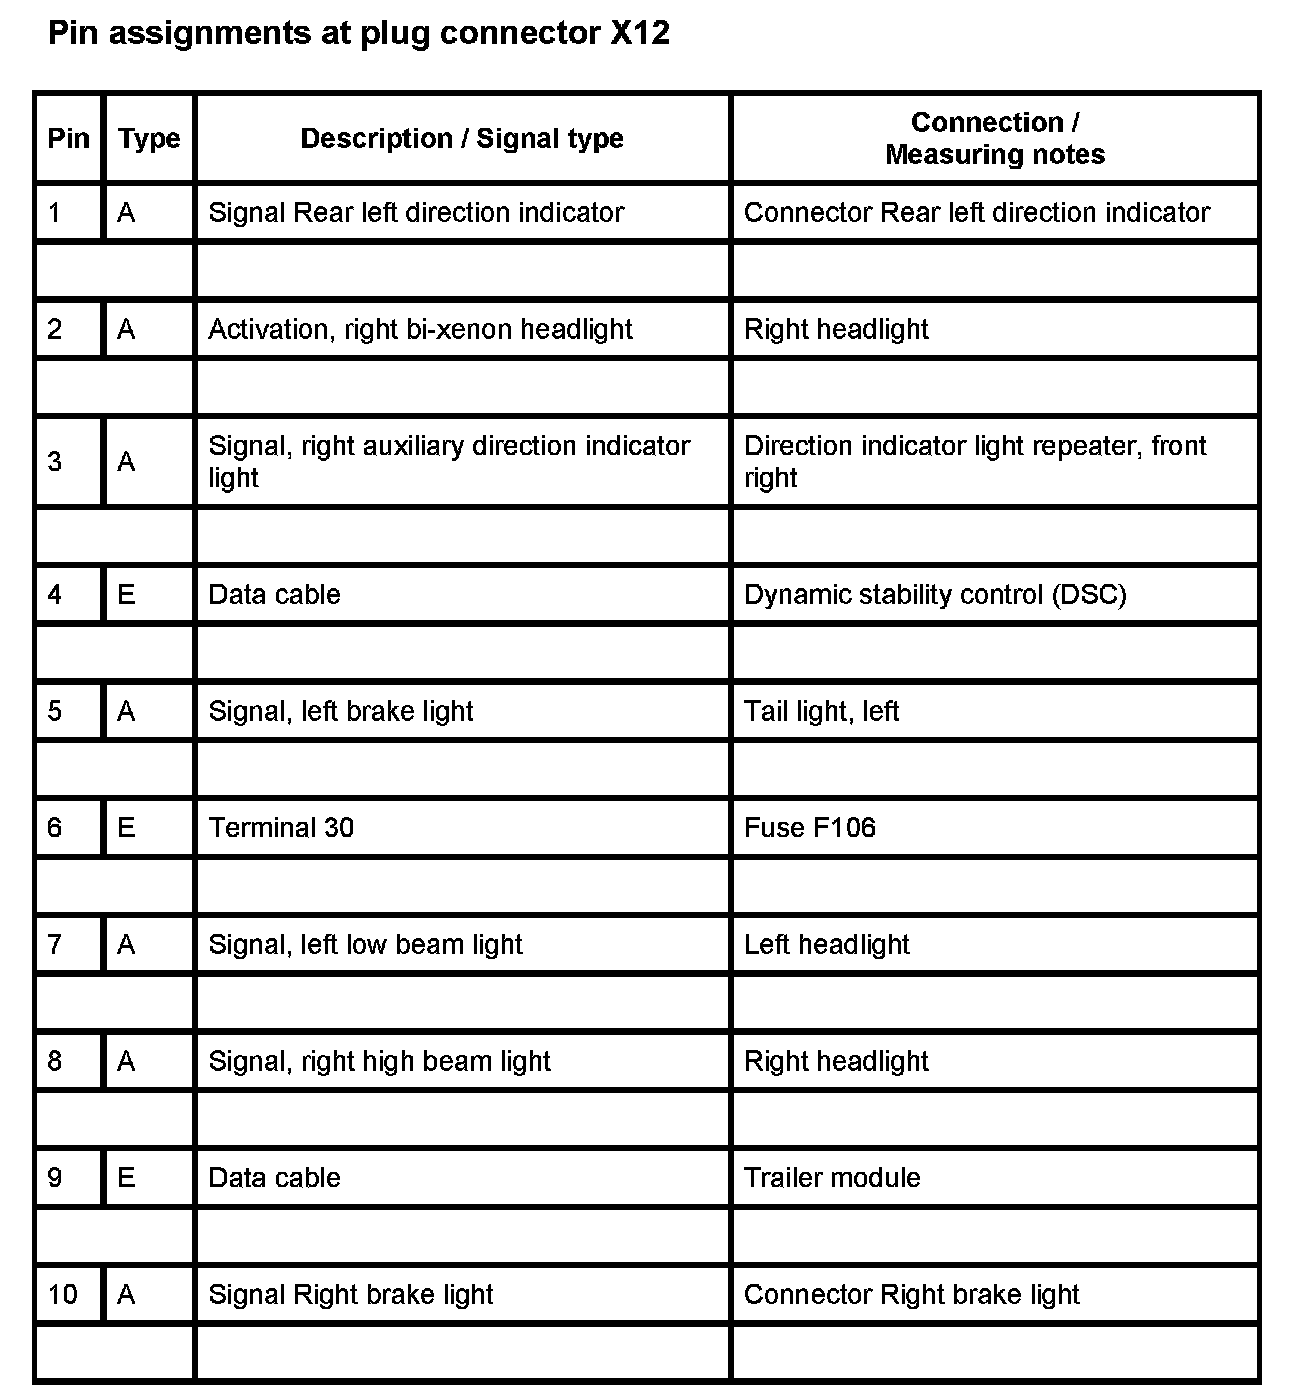 Pin assignments at plug connector X12
Pin Type Description / Signal type Connection / Measuring notes
1 A Signal Rear left direction indicator Connector Rear left direction indicator
2 A Activation, right bi-xenon headlight Right headlight
3 A Signal, right auxiliary direction indicator light Direction indicator light repeater, front right
4 E Data cable Dynamic stability control (DSC)
5 A Signal, left brake light Tail light, left
6 E Terminal 30 Fuse F106
7 A Signal, left low beam light Left headlight
8 A Signal, right high beam light Right headlight
9 E Data cable Trailer module
10 A Signal Right brake light Connector Right brake light